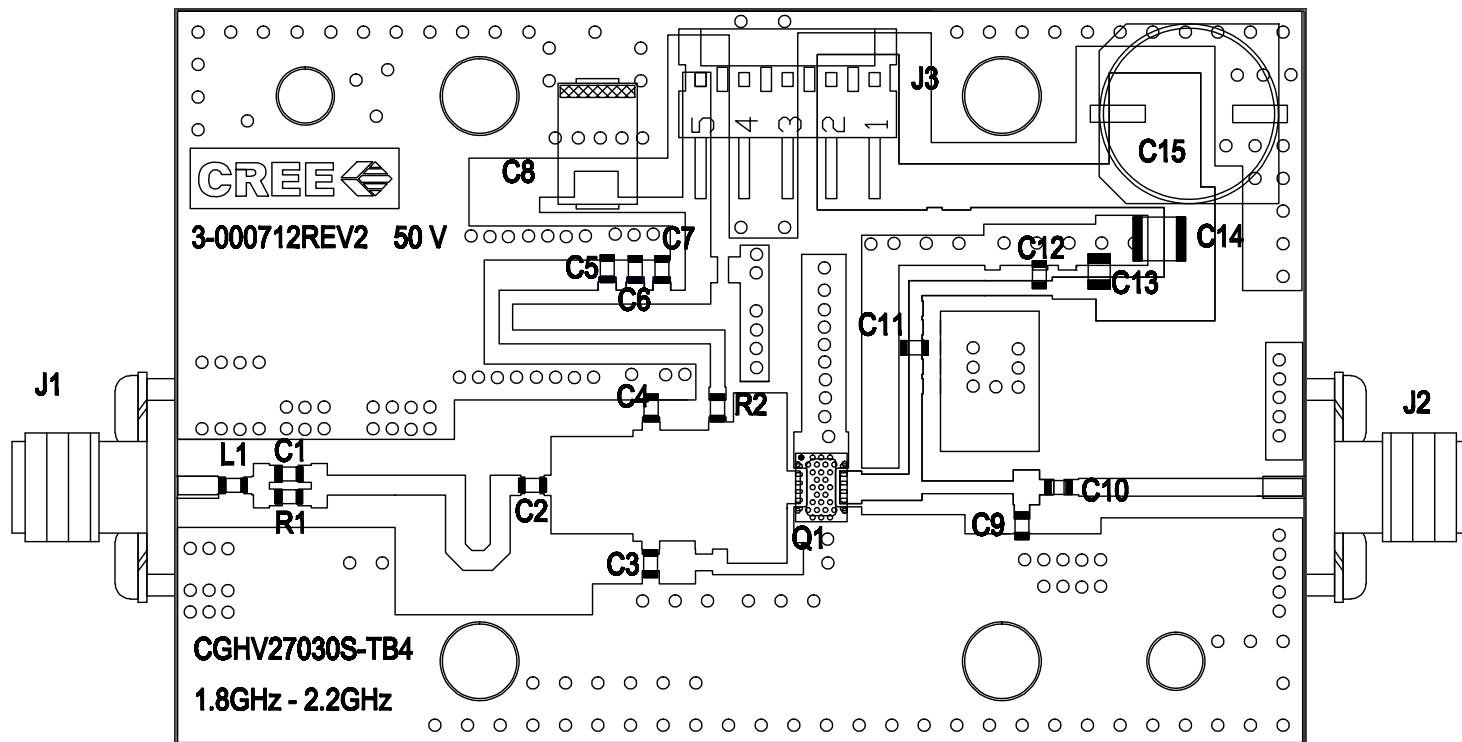 J3
5 4 3 2 1
C15
C8
CREE
3-000712REV2 50 V
C7
C14
C12
C5
C13
C6
C11
J1
J2
C4
R2
L1
C1
C10
C2
R1
C9
Q1
C3
CGHV27030S-TB4
1.8GHz - 2.2GHz